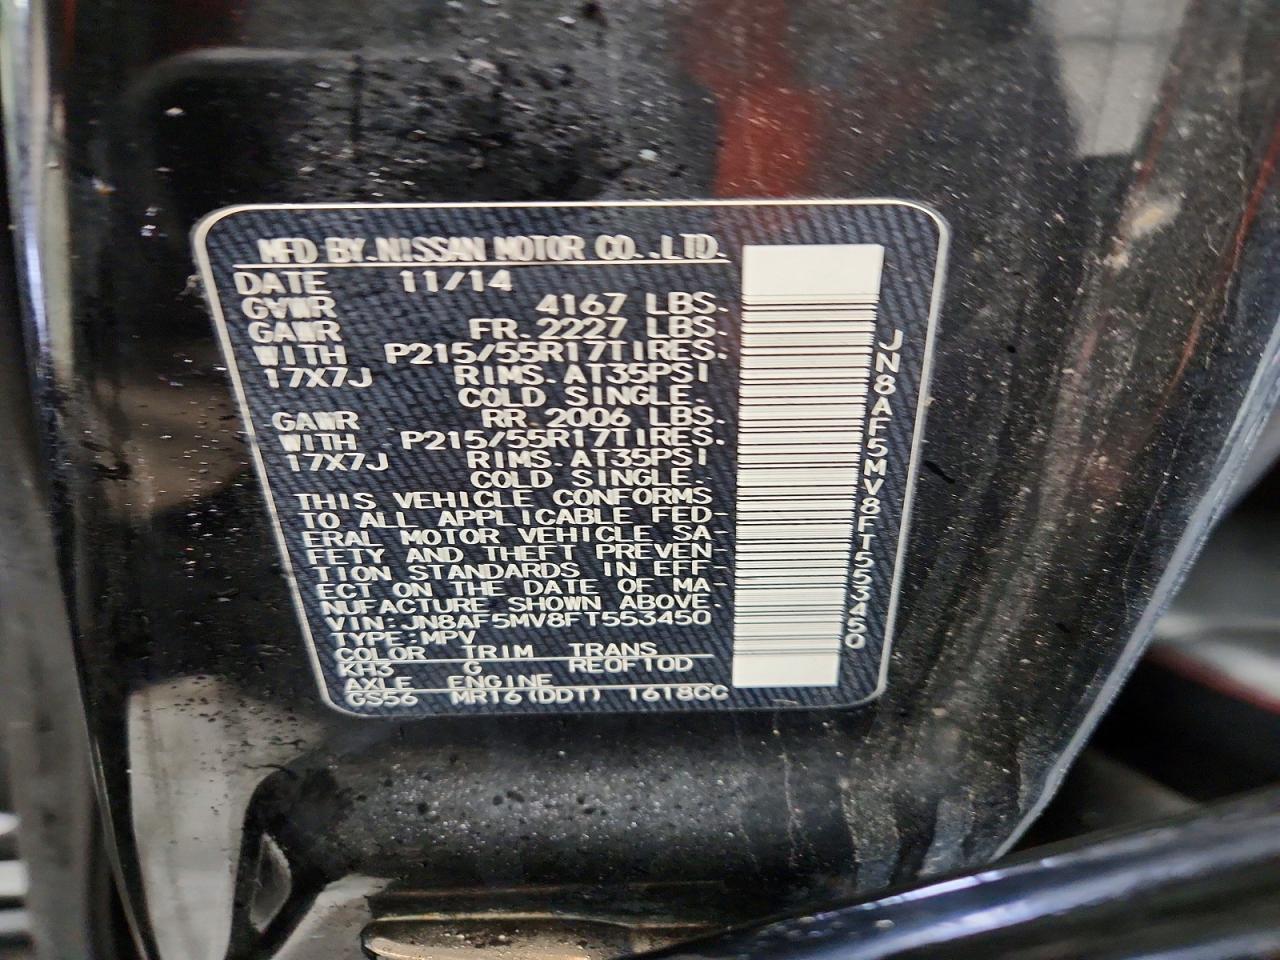 MFD BY.NISSAN MOTOR CO.,LTD.
DATE 11/14
GVWR 4167 LBS.
GAWR FR.2227 LBS.
WITH P215/55R17TIRES.
17X7J RIMS.AT35PSI
COLD SINGLE.
GAWR RR.2006 LBS.
WITH P215/55R17TIRES.
17X7J RIMS.AT35PSI
COLD SINGLE.
THIS VEHICLE CONFORMS
TO ALL APPLICABLE FED-
ERAL MOTOR VEHICLE SA-
FETY AND THEFT PREVEN-
TION STANDARDS IN EFF-
ECT ON THE DATE OF MA-
NUFACTURE SHOWN ABOVE.
VIN:JN8AF5MV8FT553450
TYPE:MPV
COLOR TRIM TRANS
KH3 G RE0F10D
AXLE ENGINE
GS56 MR16(DDT) 1618CC
JN8AF5MV8FT553450